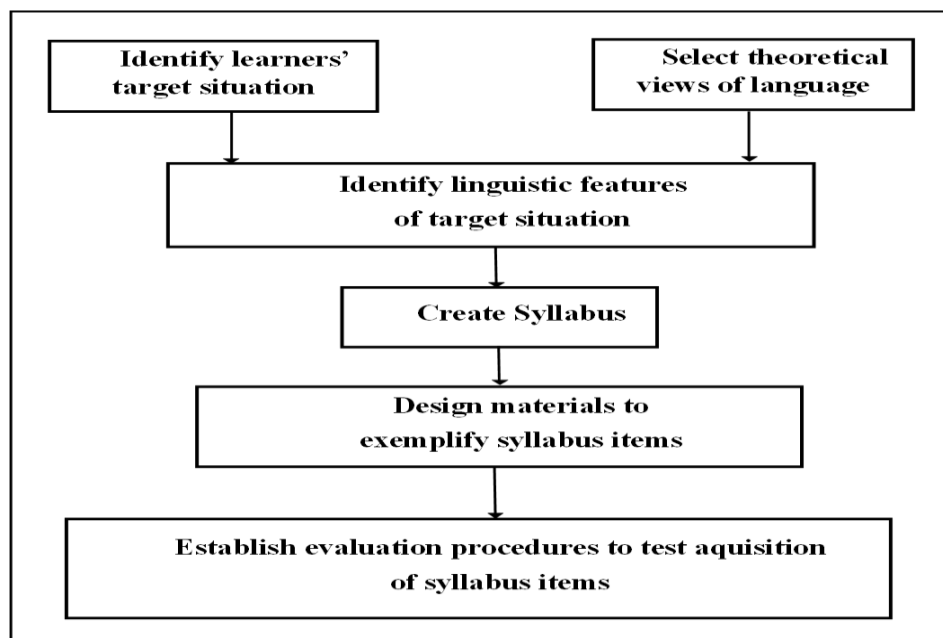 Identify learners'
target situation
Select theoretical
views of language
Identify linguistic features
of target situation
Create Syllabus
Design materials to
exemplify syllabus items
Establish evaluation procedures to test aquisition
of syllabus items